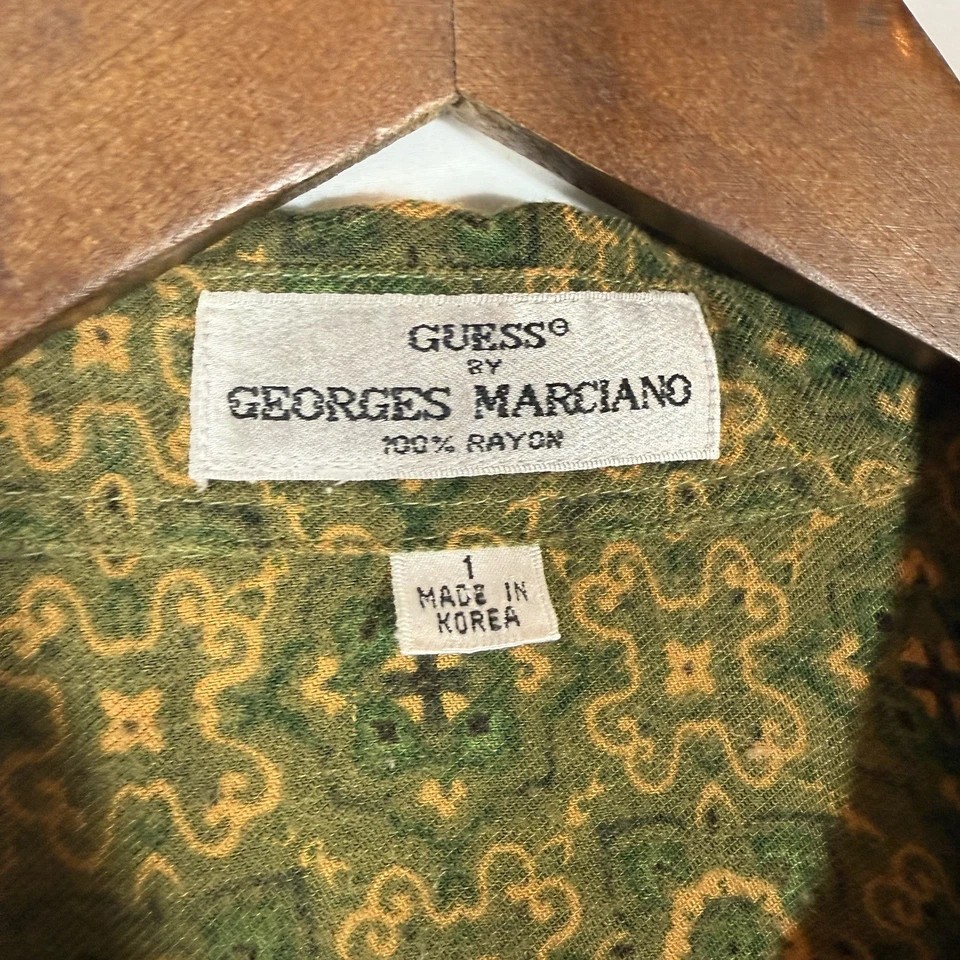 GUESS®
BY
GEORGES MARCIANO
100% RAYON
1
MADE IN
KOREA